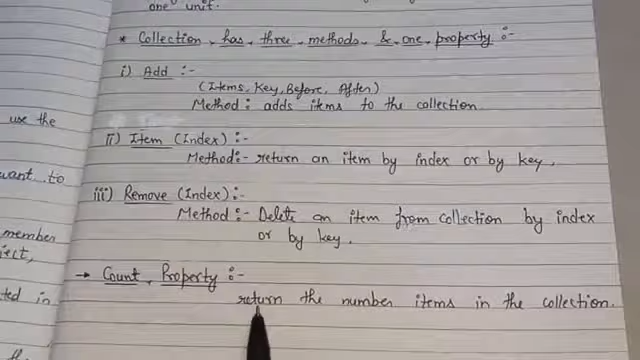 one unit.
* Collection, has, three, methods, & one, property :-
i) Add :-
(Items, Key, Before, After)
Method: adds items to the collection.
use the
ii) Item (Index) :-
Method:- return an item by index or by key.
want to
iii) Remove (Index) :-
Method :- Delete an item from collection by index
or by key.
member
→ Count, Property :-
ted in
return the number items in the collection.